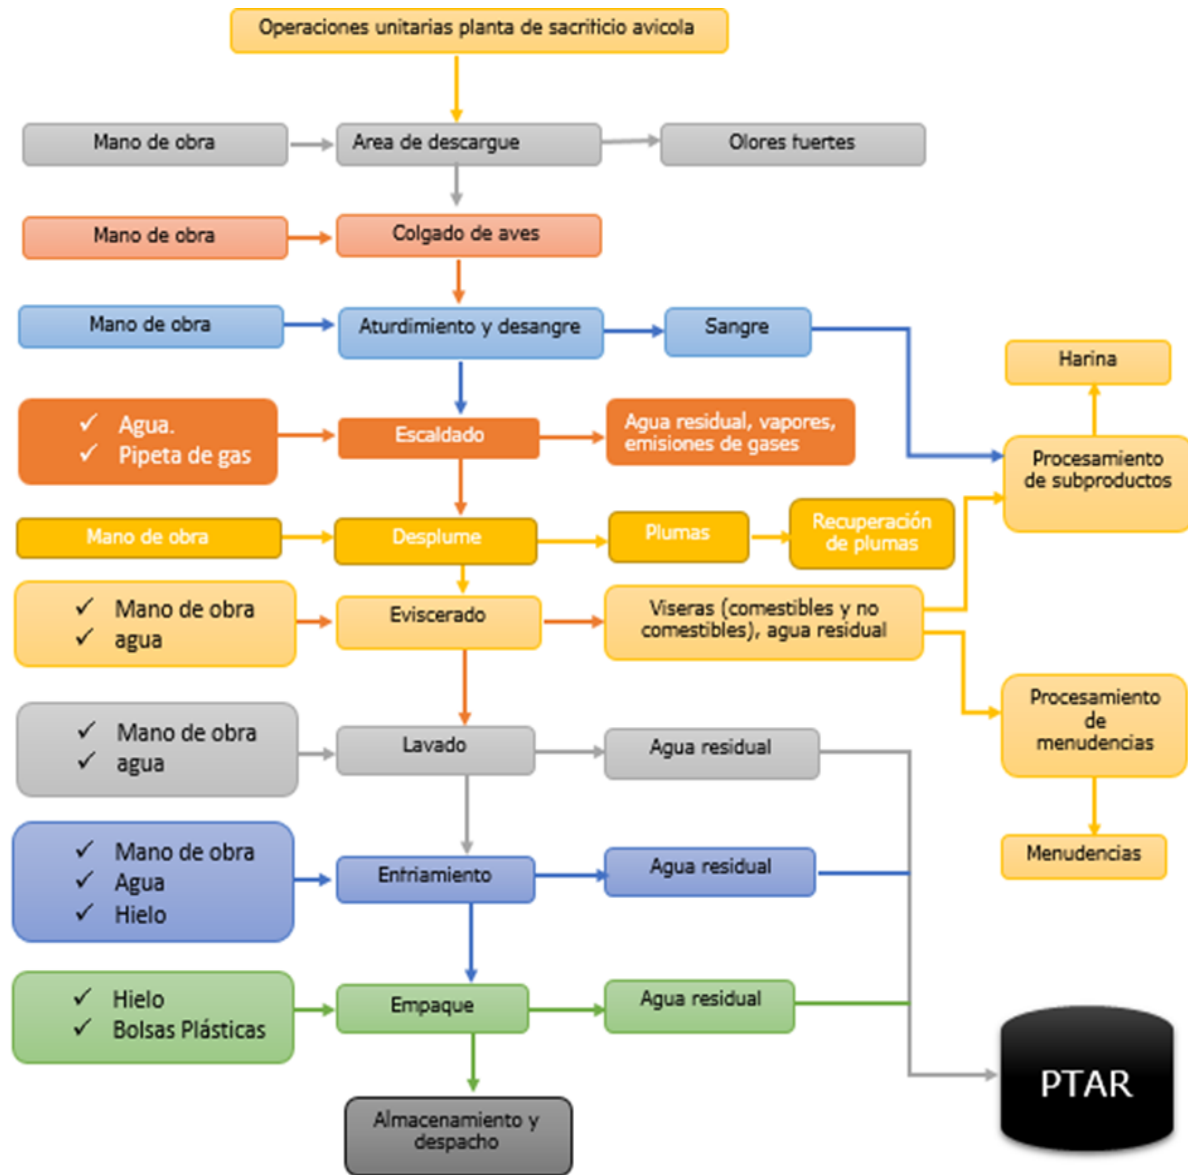 Operaciones unitarias planta de sacrificio avicola
Mano de obra
Area de descargue
Olores fuertes
Mano de obra
Colgado de aves
Mano de obra
Aturdimiento y desangre
Sangre
Harina
✓ Agua.
✓ Pipeta de gas
Escaldado
Agua residual, vapores,
emisiones de gases
Procesamiento
de subproductos
Mano de obra
Desplume
Plumas
Recuperación
de plumas
✓ Mano de obra
✓ agua
Eviscerado
Viseras (comestibles y no
comestibles), agua residual
Procesamiento
de
menudencias
✓ Mano de obra
✓ agua
Lavado
Agua residual
Menudencias
✓ Mano de obra
✓ Agua
✓ Hielo
Enfriamiento
Agua residual
✓ Hielo
✓ Bolsas Plásticas
Empaque
Agua residual
PTAR
Almacenamiento y
despacho